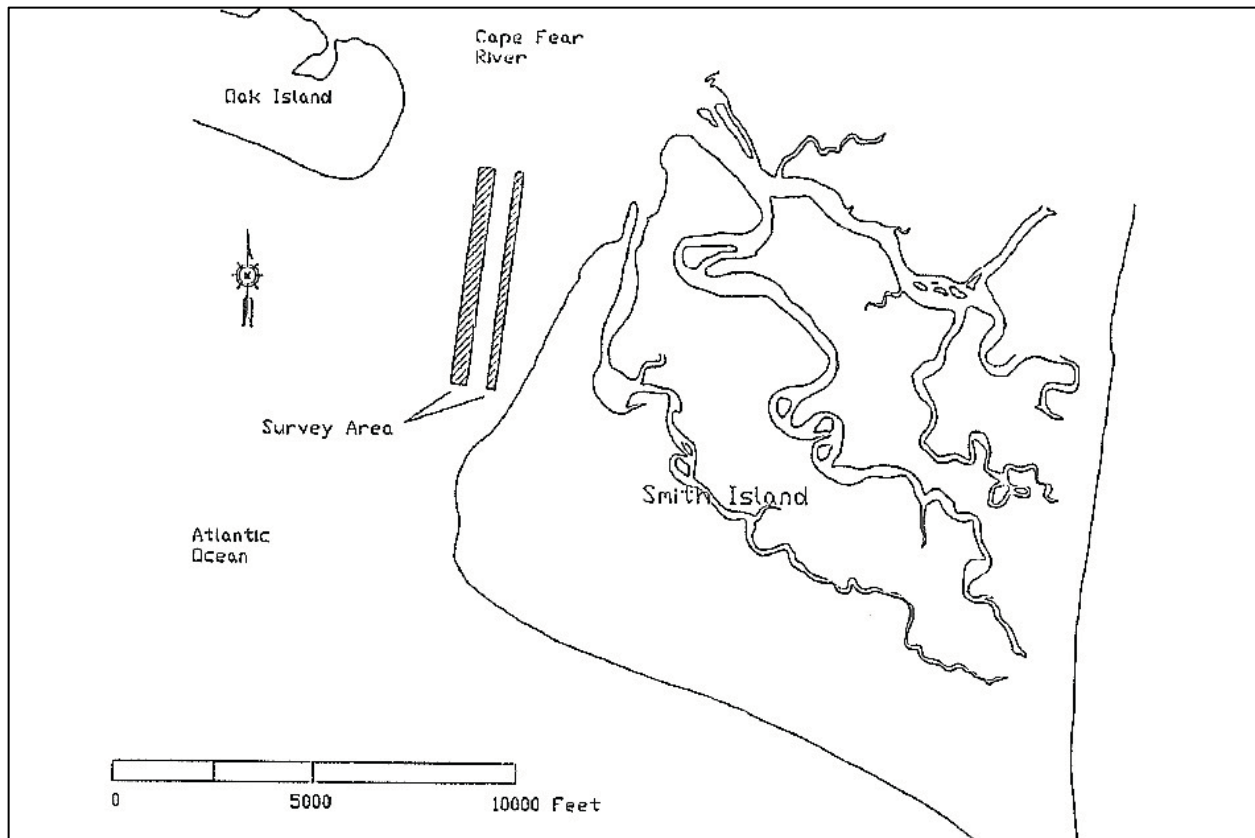 Cape Fear
River
Oak Island
Survey Area
Smith Island
Atlantic
Ocean
0 5000 10000 Feet